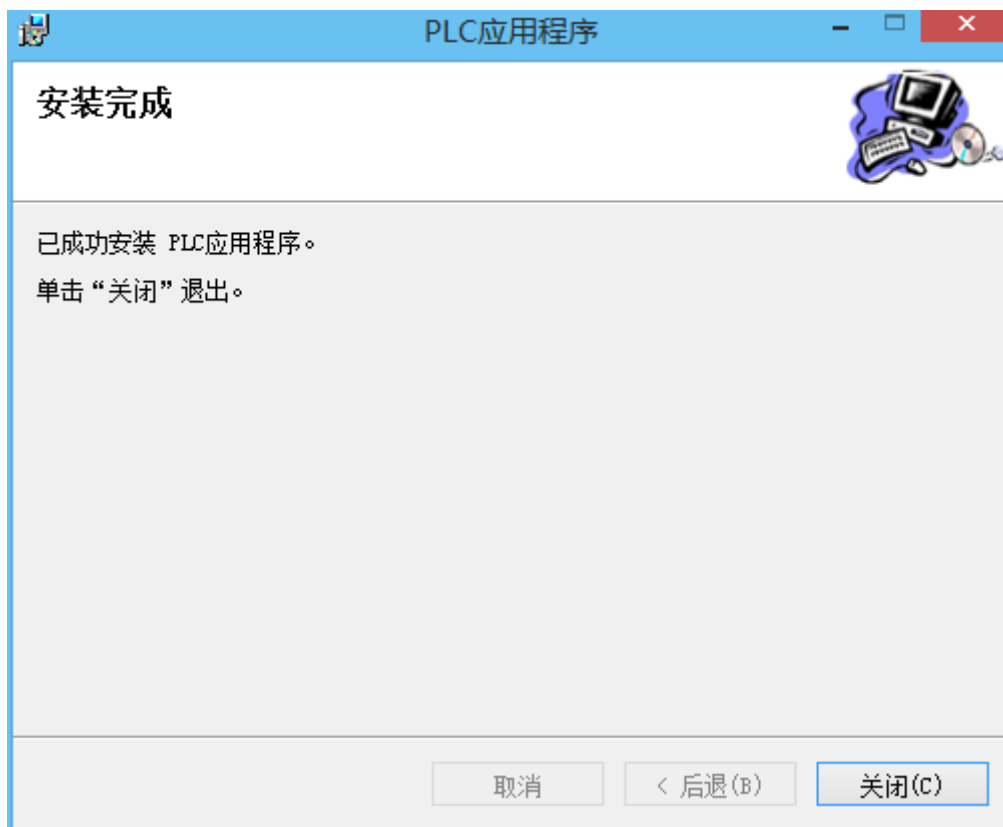 PLC应用程序
安装完成
已成功安装 PLC应用程序。
单击“关闭”退出。
取消
< 后退(B)
关闭(C)